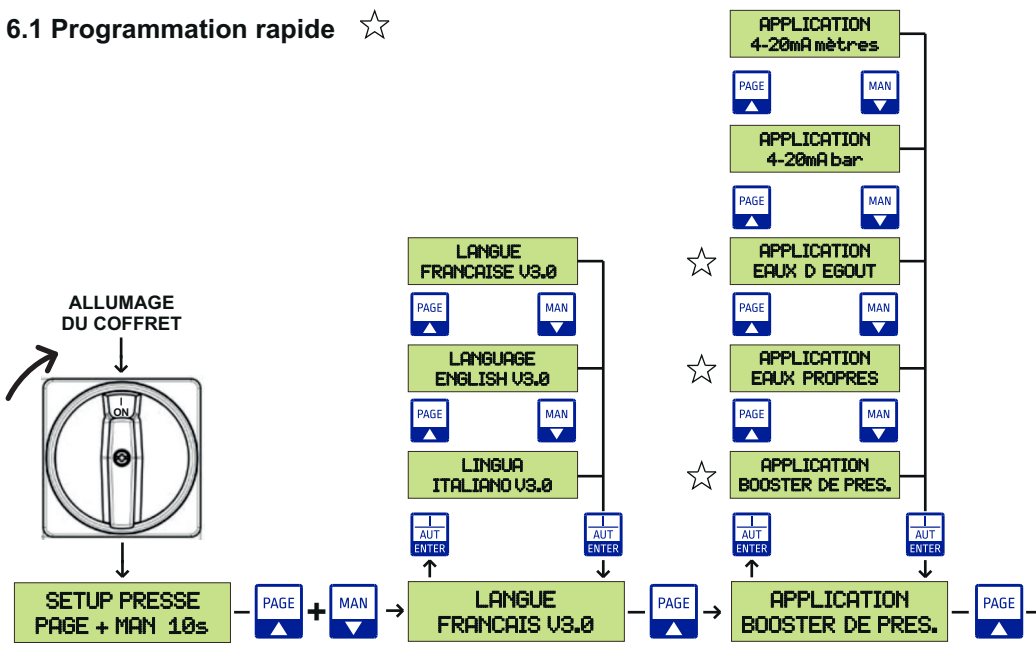 6.1 Programmation rapide
APPLICATION
4-20mA mètres
PAGE
MAN
APPLICATION
4-20mA bar
PAGE
MAN
APPLICATION
EAUX D EGOUT
PAGE
MAN
APPLICATION
EAUX PROPRES
PAGE
MAN
APPLICATION
BOOSTER DE PRES.
I
AUT
ENTER
I
AUT
ENTER
LANGUE
FRANCAISE V3.0
PAGE
MAN
LANGUAGE
ENGLISH V3.0
PAGE
MAN
LINGUA
ITALIANO V3.0
I
AUT
ENTER
I
AUT
ENTER
ALLUMAGE
DU COFFRET
I
ON
SETUP PRESSE
PAGE + MAN 10s
PAGE
+
MAN
LANGUE
FRANCAIS V3.0
PAGE
APPLICATION
BOOSTER DE PRES.
PAGE